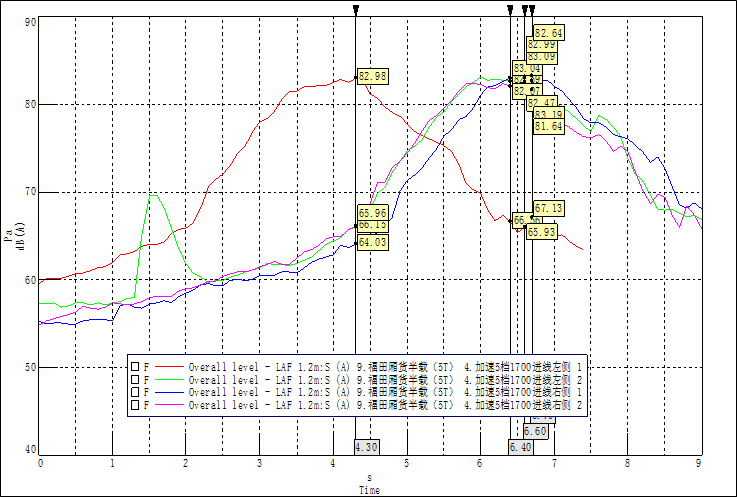 90
82.64
82.99
83.09
83.04
82.98
82.47
83.19
81.64
80
70
67.13
65.96
66.15
65.93
64.03
Pa
dB(A)
60
50
F Overall level - LAF 1.2m:S (A) 9.福田厢货半载 (5T) 4.加速5档1700进线左侧 1
F Overall level - LAF 1.2m:S (A) 9.福田厢货半载 (5T) 4.加速5档1700进线左侧 2
F Overall level - LAF 1.2m:S (A) 9.福田厢货半载 (5T) 4.加速5档1700进线右侧 1
F Overall level - LAF 1.2m:S (A) 9.福田厢货半载 (5T) 4.加速5档1700进线右侧 2
6.60
40
4.30
6.40
0 1 2 3 4 5 6 7 8 9
s
Time